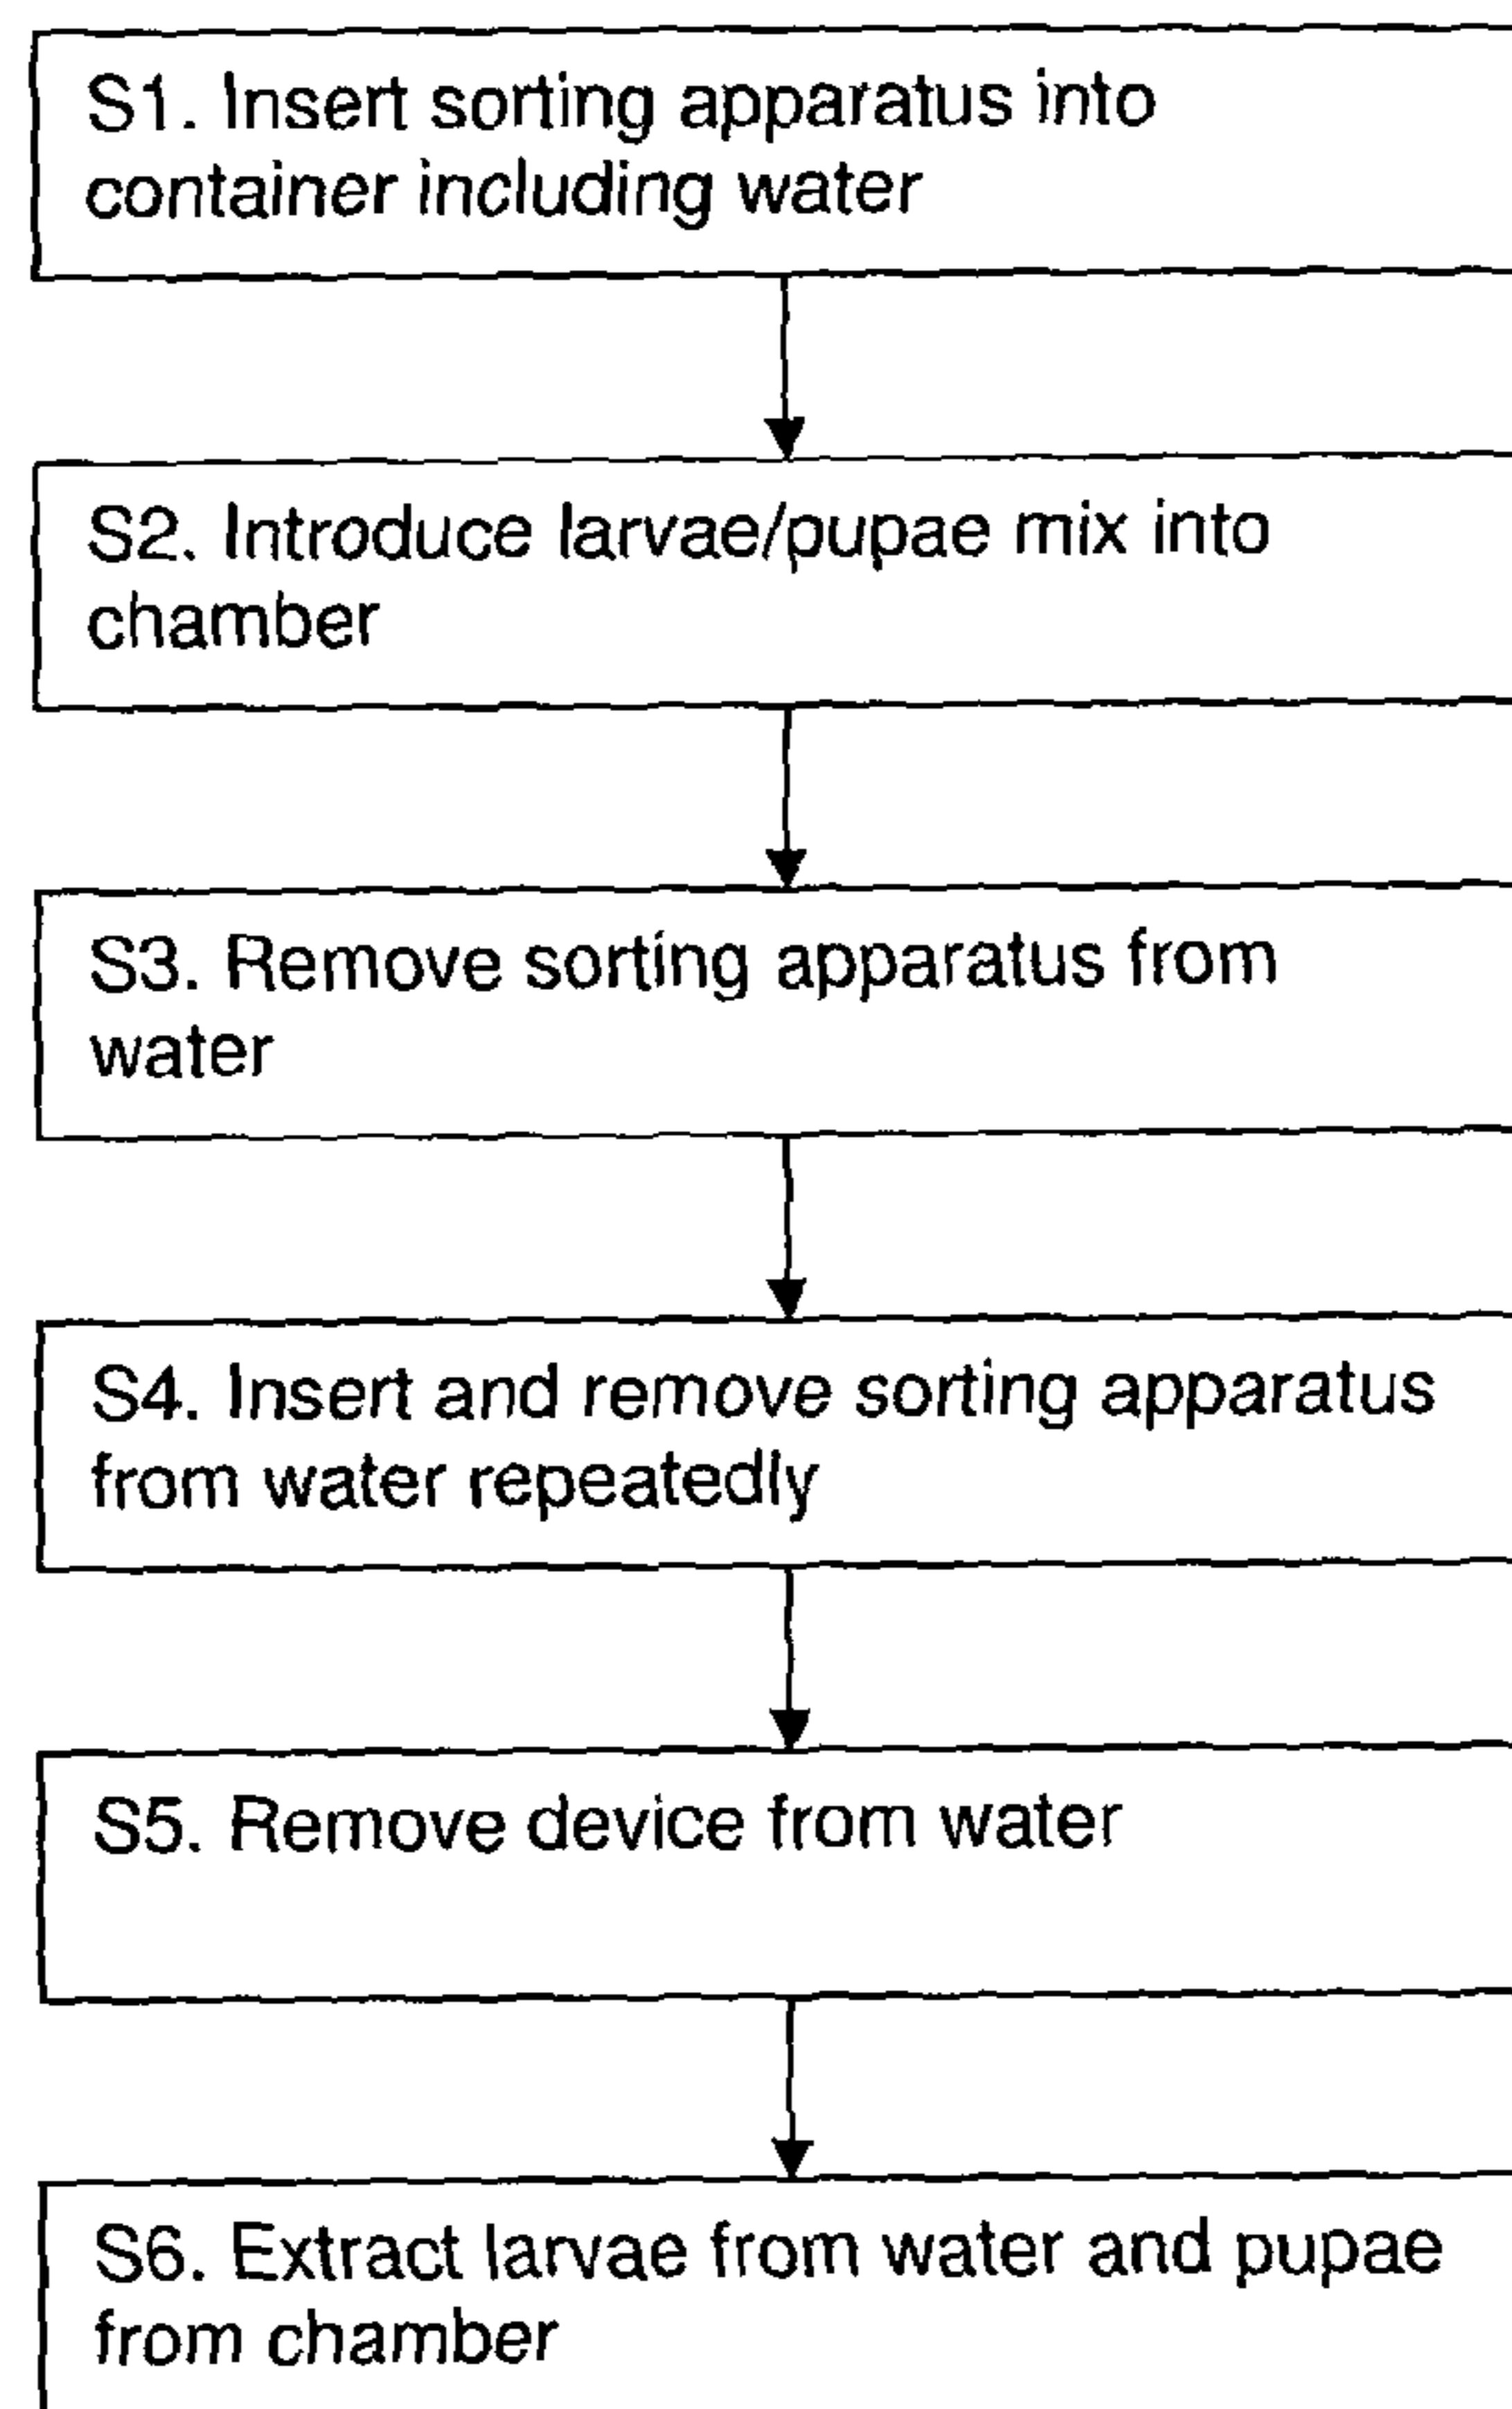 S1. Insert sorting apparatus into
container including water
S2. Introduce larvae/pupae mix into
chamber
S3. Remove sorting apparatus from
water
S4. Insert and remove sorting apparatus
from water repeatedly
S5. Remove device from water
S6. Extract larvae from water and pupae
from chamber